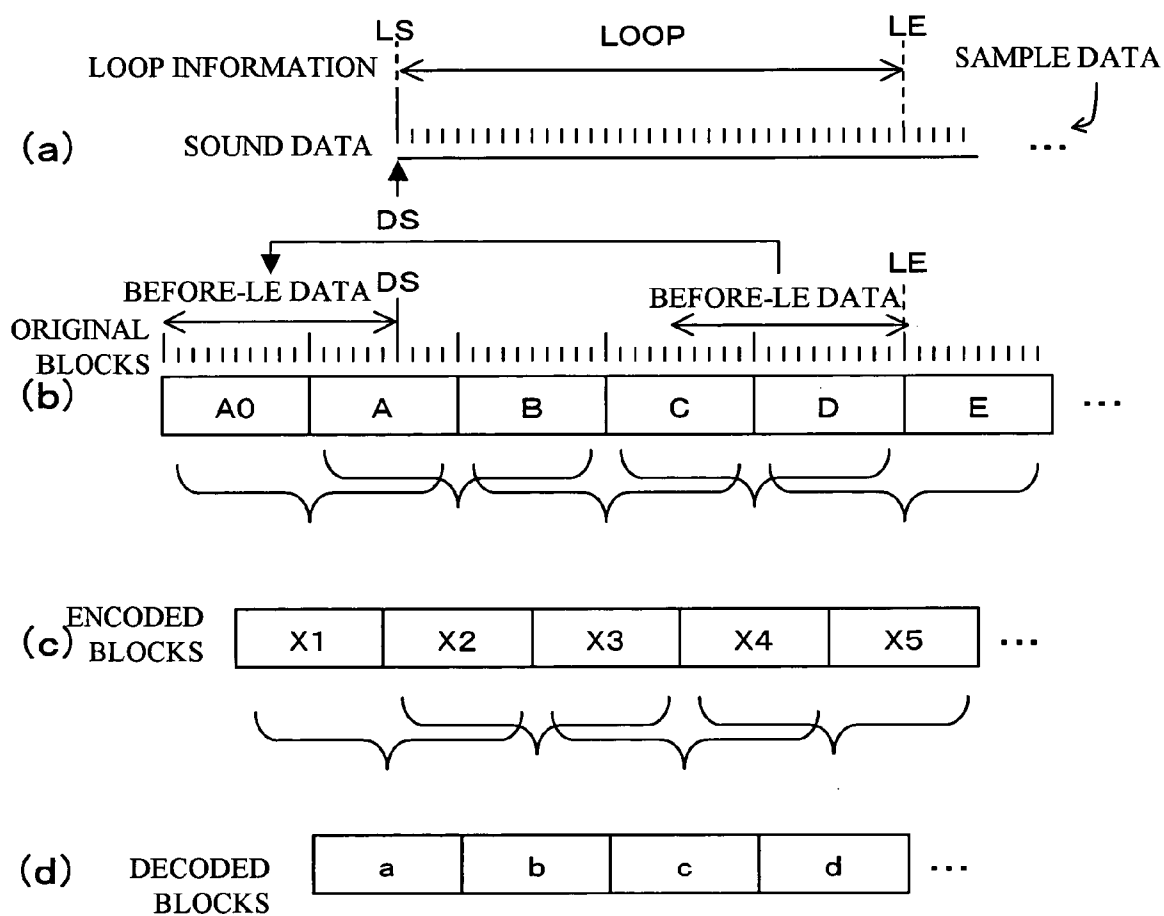 LS LOOP LE
LOOP INFORMATION SAMPLE DATA
(a) SOUND DATA ...
DS
BEFORE-LE DATA DS BEFORE-LE DATA LE
ORIGINAL
BLOCKS
(b) A0 A B C D E ...
ENCODED
(c) BLOCKS X1 X2 X3 X4 X5 ...
(d) DECODED a b c d ...
BLOCKS